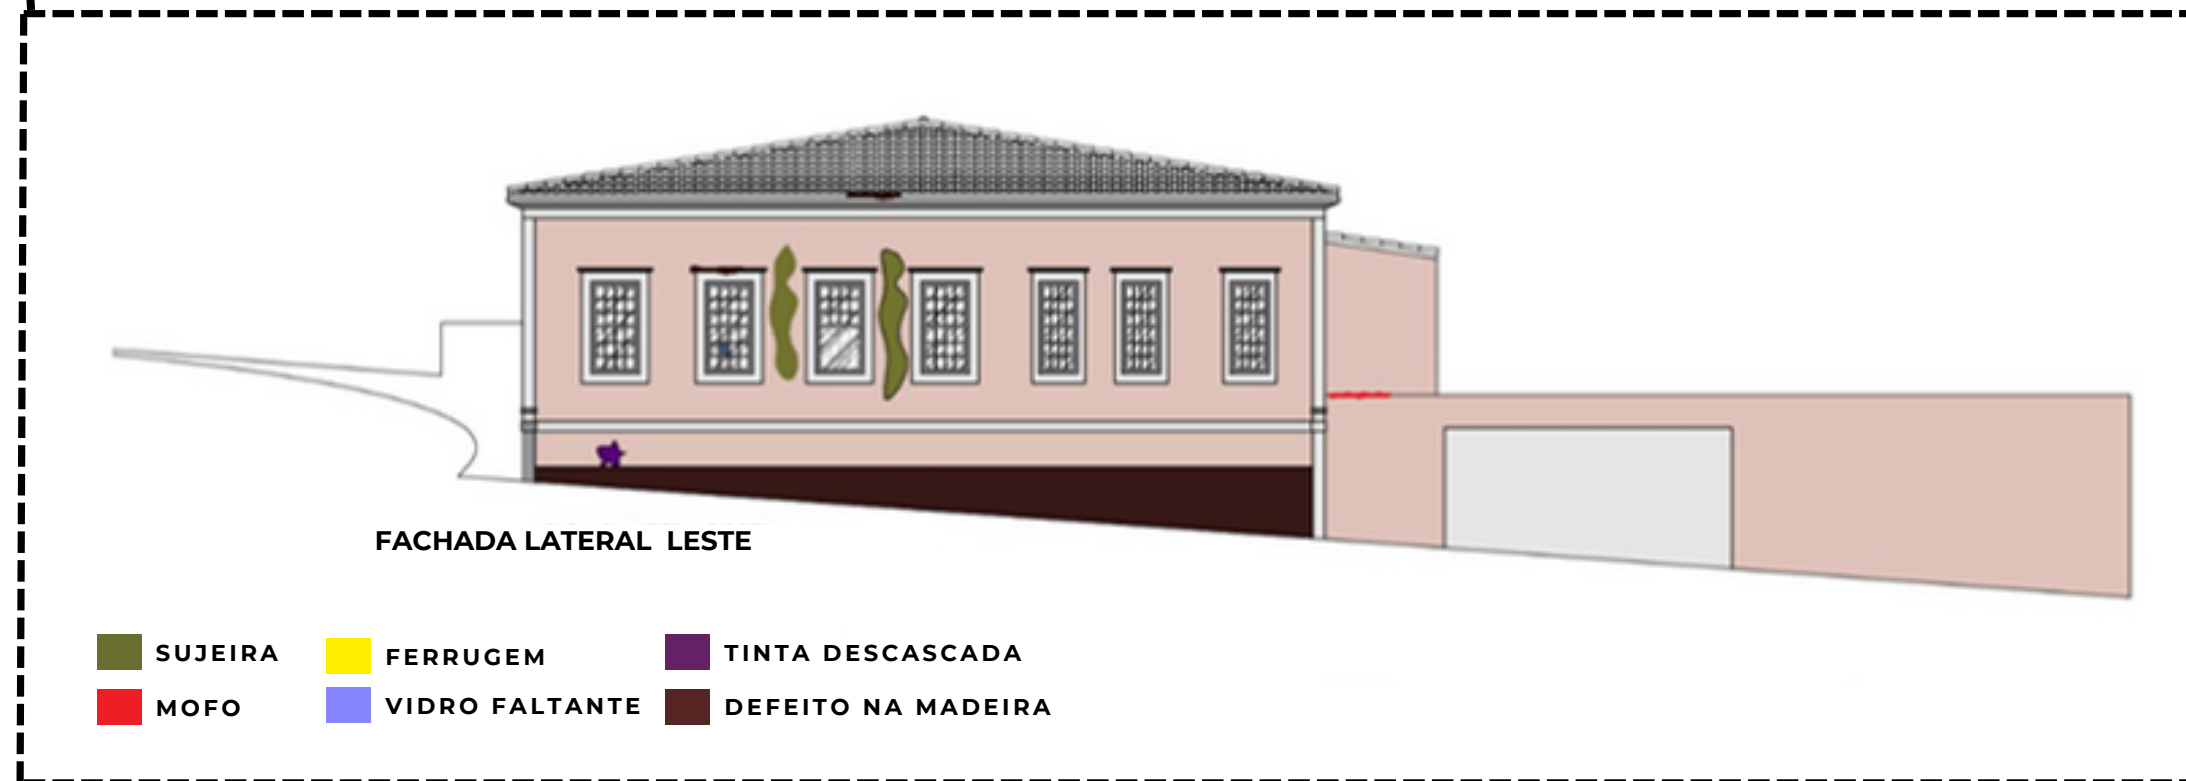 FACHADA LATERAL LESTE
SUJEIRA
FERRUGEM
TINTA DESCASCADA
MOFO
VIDRO FALTANTE
DEFEITO NA MADEIRA